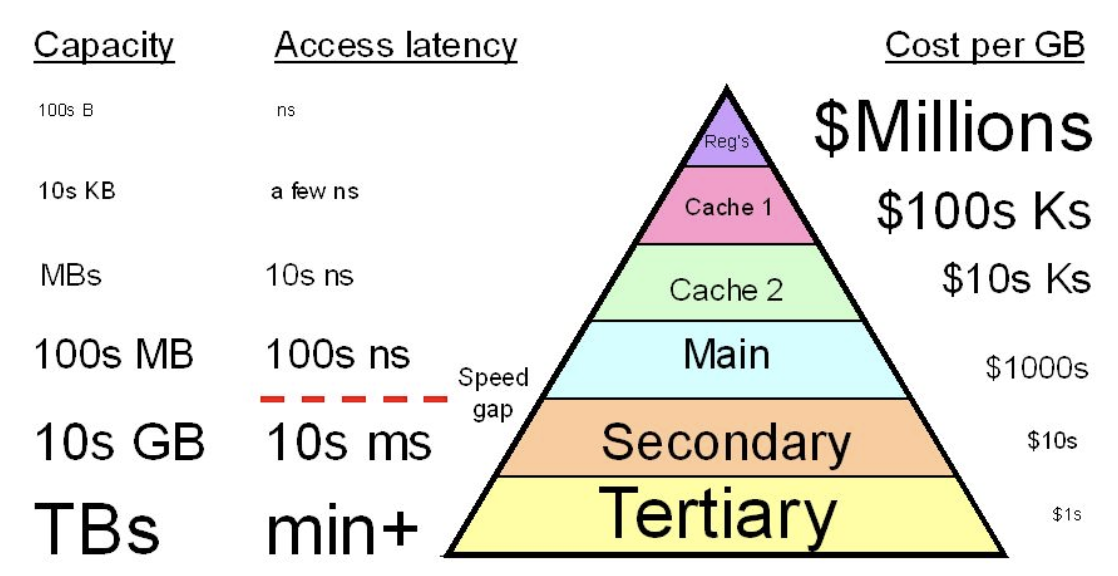 Capacity Access latency Cost per GB
100s B ns Reg's $Millions
10s KB a few ns Cache 1 $100s Ks
MBs 10s ns Cache 2 $10s Ks
100s MB 100s ns Main $1000s
Speed
gap
10s GB 10s ms Secondary $10s
TBs min+ Tertiary $1s